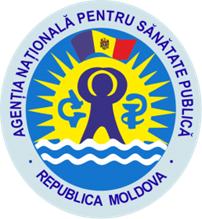 AGENȚIA NAȚIONALĂ PENTRU SĂNĂTATE PUBLICĂ
· REPUBLICA MOLDOVA ·